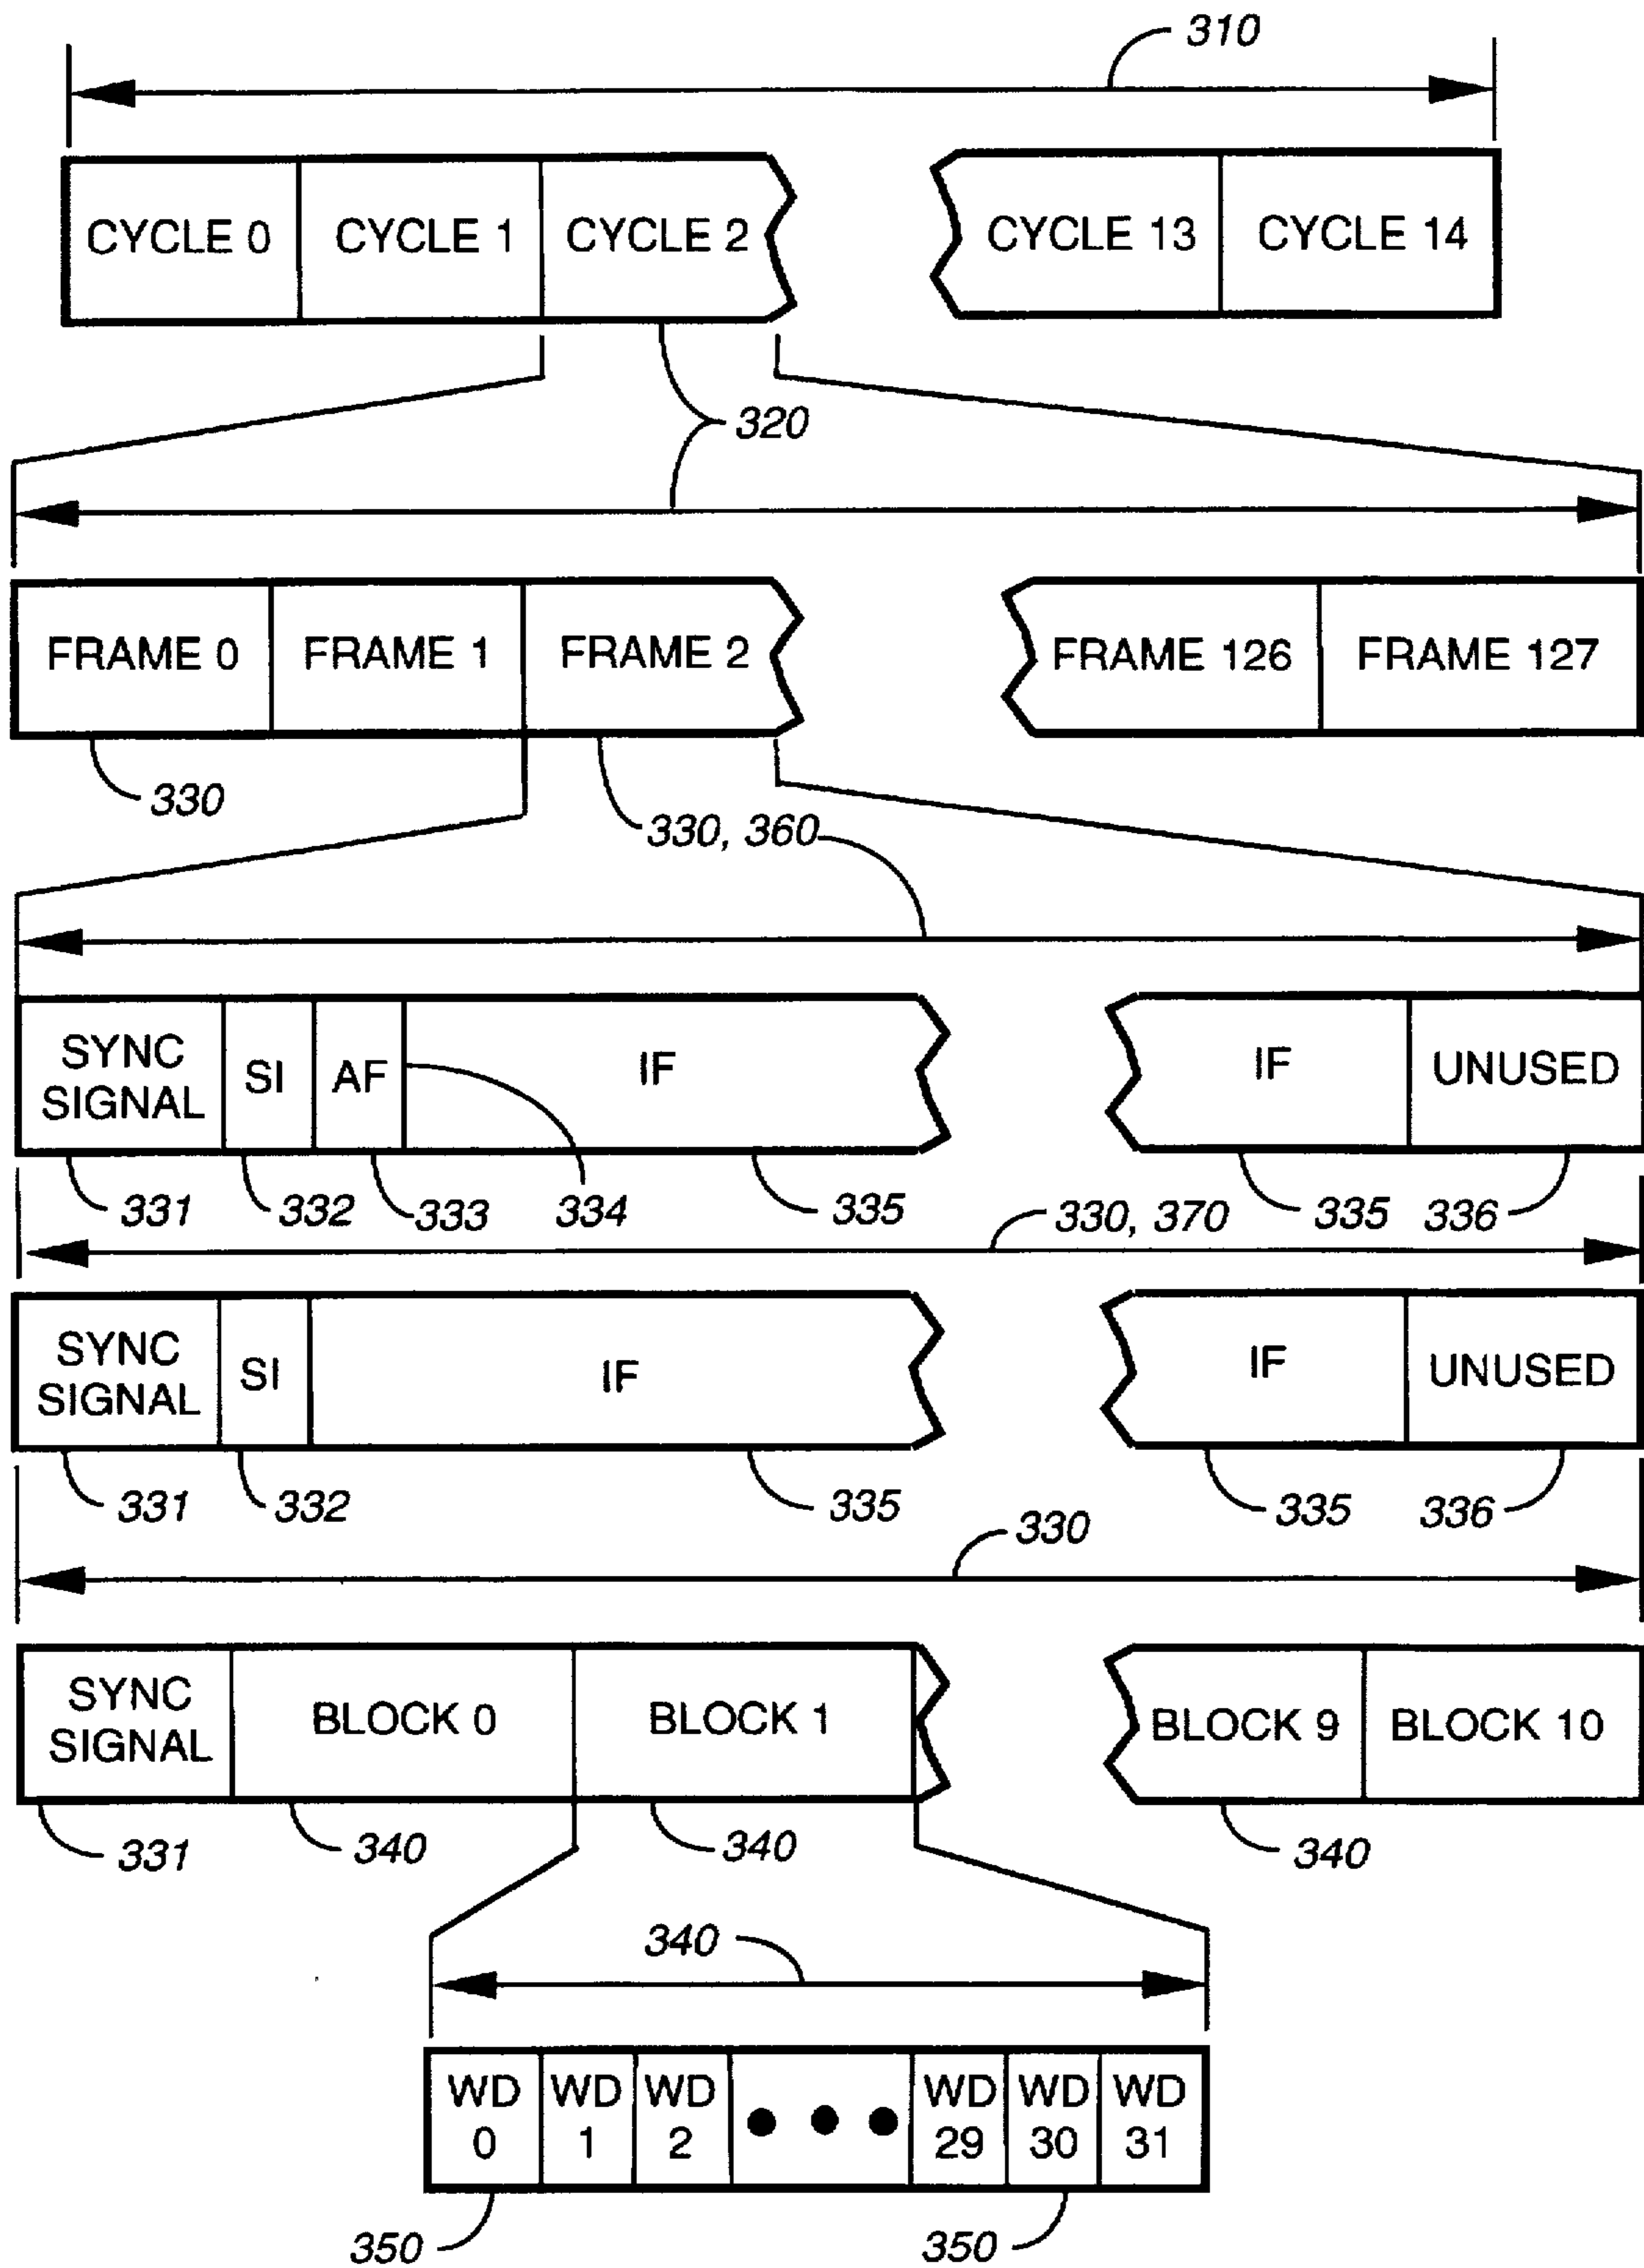 310
CYCLE 0 CYCLE 1 CYCLE 2 CYCLE 13 CYCLE 14
320
FRAME 0 FRAME 1 FRAME 2 FRAME 126 FRAME 127
330
330, 360
SYNC
SIGNAL
SI
AF
IF
IF
UNUSED
331 332 333 334 335 335 336
330, 370
SYNC
SIGNAL
SI
IF
IF
UNUSED
331 332 335 335 336
330
SYNC
SIGNAL
BLOCK 0 BLOCK 1 BLOCK 9 BLOCK 10
331 340 340 340
340
WD WD WD WD WD WD
0 1 2 29 30 31
350 350